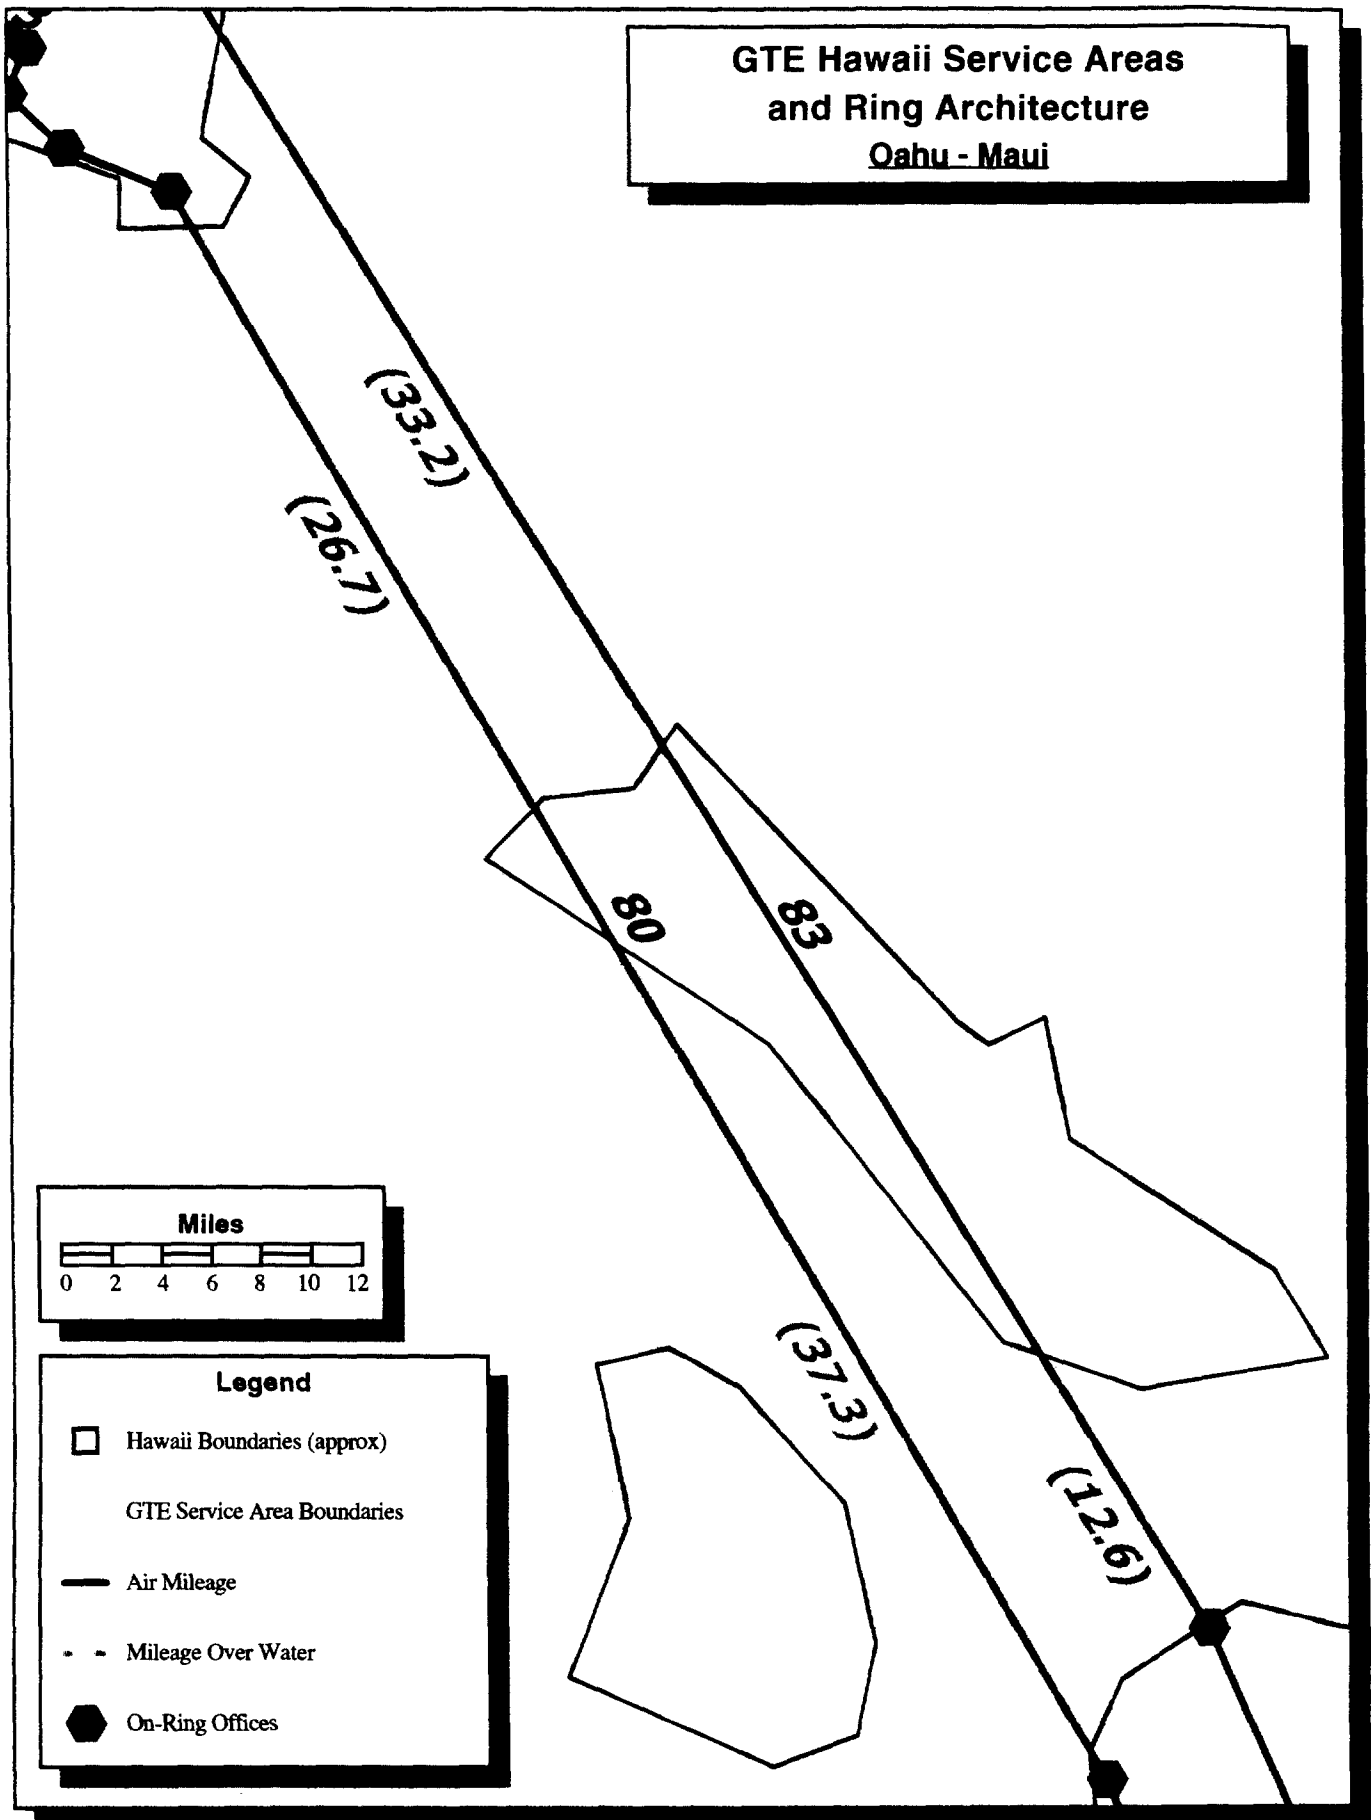 GTE Hawaii Service Areas
and Ring Architecture
Oahu - Maui
(33.2)
(26.7)
80
83
(37.3)
(12.6)
Miles
0 2 4 6 8 10 12
Legend
Hawaii Boundaries (approx)
GTE Service Area Boundaries
Air Mileage
Mileage Over Water
On-Ring Offices